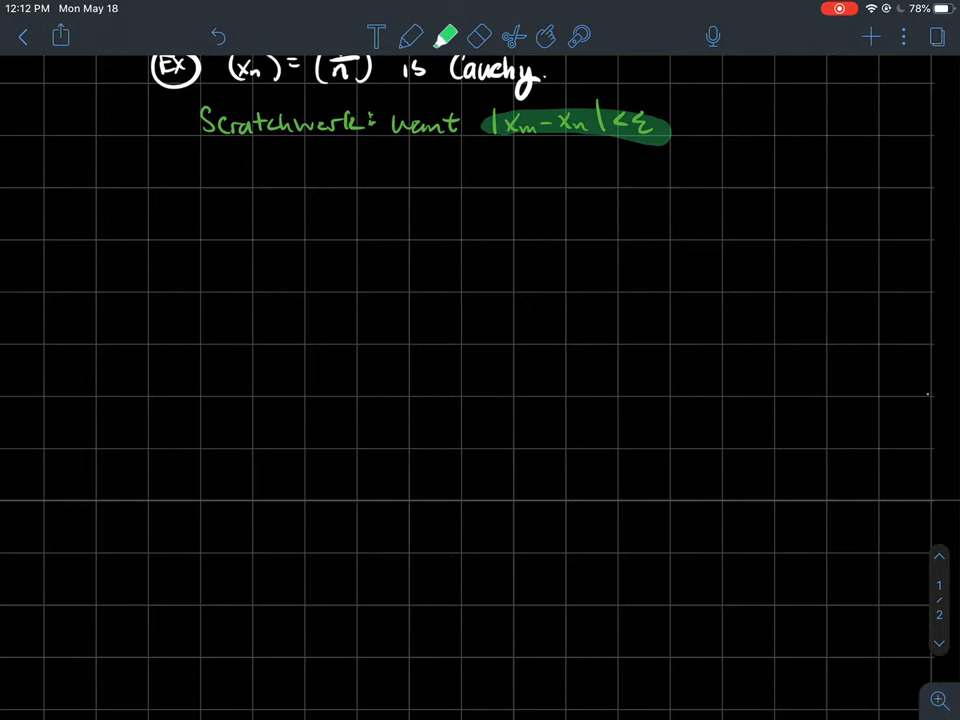 12:12 PM Mon May 18
78%
Ex (xn) = (1/n) is Cauchy.
Scratchwork: want |xm - xn| < ε
1
/
2